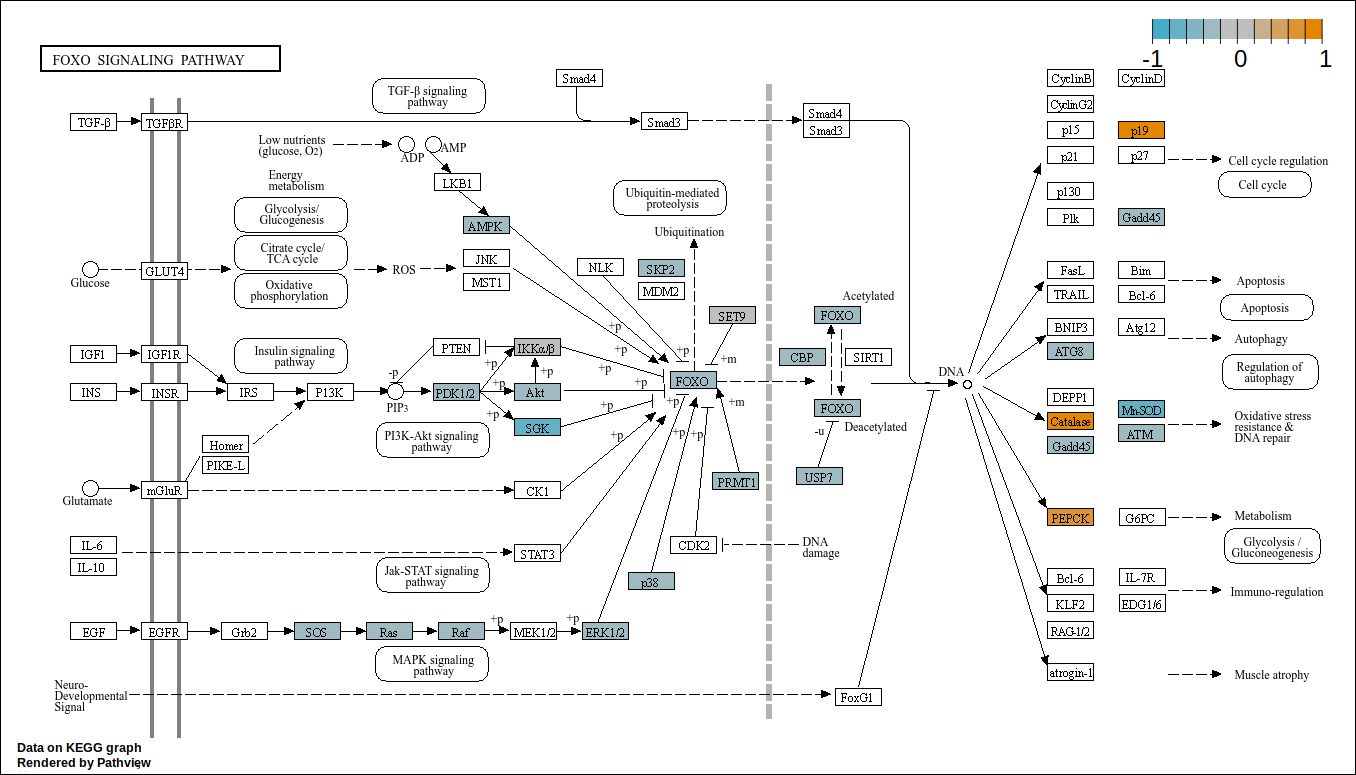 FOXO SIGNALING PATHWAY
-1 0 1
TGF-β signaling
pathway
Smad4
CyclinB CyclinD
CyclinG2
TGF-β TGFβR
Smad3
Smad4
Smad3
p15 p19
p21 p27
Low nutrients
(glucose, O2)
ADP AMP
Cell cycle regulation
Cell cycle
Energy
metabolism
LKB1
p130
Plk Gadd45
Glycolysis/
Glucogenesis
AMPK
Ubiquitin-mediated
proteolysis
Ubiquitination
Citrate cycle/
TCA cycle
Oxidative
phosphorylation
Glucose
GLUT4
ROS
JNK
MST1
NLK
SKP2
MDM2
FasL Bim
TRAIL Bcl-6
Apoptosis
Apoptosis
Acetylated
FOXO
SET9
+p
+p
+p
+m
BNIP3 Atg12
ATG8
Autophagy
Regulation of
autophagy
IGF1 IGF1R
Insulin signaling
pathway
PTEN
IKKα/β
CBP
SIRT1
-p
+p
+p
+p
+p
+p
FOXO
DNA
INS INSR IRS P13K
PIP3
PDK1/2
Akt
+p
SGK
+p
+p
+m
FOXO
Deacetylated
DEPP1
Catalase
Gadd45
Mn-SOD
ATM
Oxidative stress
resistance &
DNA repair
PI3K-Akt signaling
pathway
+p
+p
+p
-u
Homer
PIKE-L
Glutamate
mGluR
CK1
PRMT1
USP7
PEPCK G6PC
Metabolism
Glycolysis /
Gluconeogenesis
IL-6
IL-10
STAT3
CDK2
DNA
damage
Jak-STAT signaling
pathway
p38
Bcl-6 IL-7R
KLF2 EDG1/6
RAG-1/2
Immuno-regulation
EGF EGFR Grb2 SOS Ras Raf
+p
MEK1/2
+p
ERK1/2
MAPK signaling
pathway
atrogin-1
Muscle atrophy
Neuro-
Developmental
Signal
FoxG1
Data on KEGG graph
Rendered by Pathview